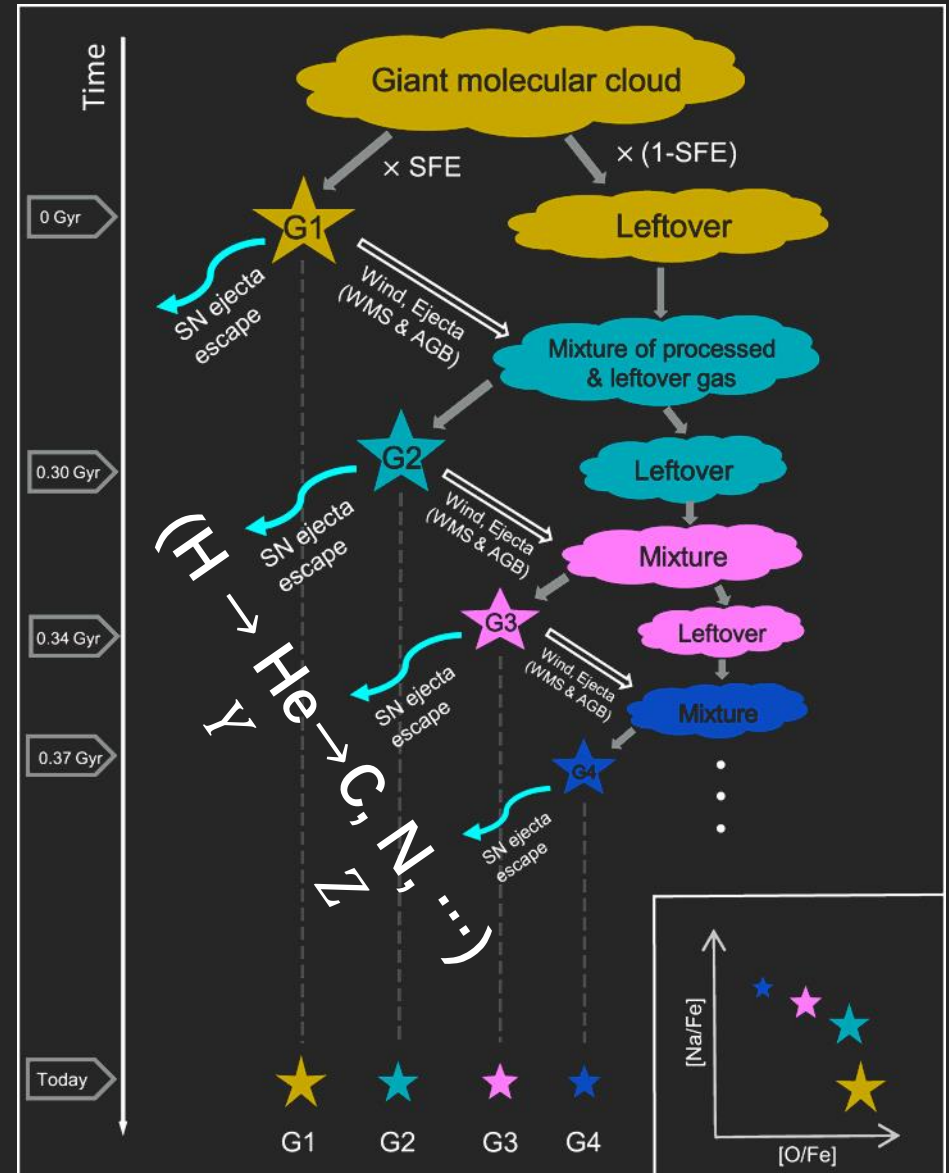 Time
Giant molecular cloud
× SFE
× (1-SFE)
0 Gyr
G1
Leftover
SN ejecta
escape
Wind, Ejecta
(WMS & AGB)
Mixture of processed
& leftover gas
0.30 Gyr
G2
Leftover
SN ejecta
escape
Wind, Ejecta
(WMS & AGB)
Mixture
0.34 Gyr
G3
Leftover
SN ejecta
escape
Wind, Ejecta
(WMS & AGB)
Mixture
0.37 Gyr
G4
SN ejecta
escape
(H → He→C, N, ...)
Y
Z
[Na/Fe]
[O/Fe]
Today
G1 G2 G3 G4